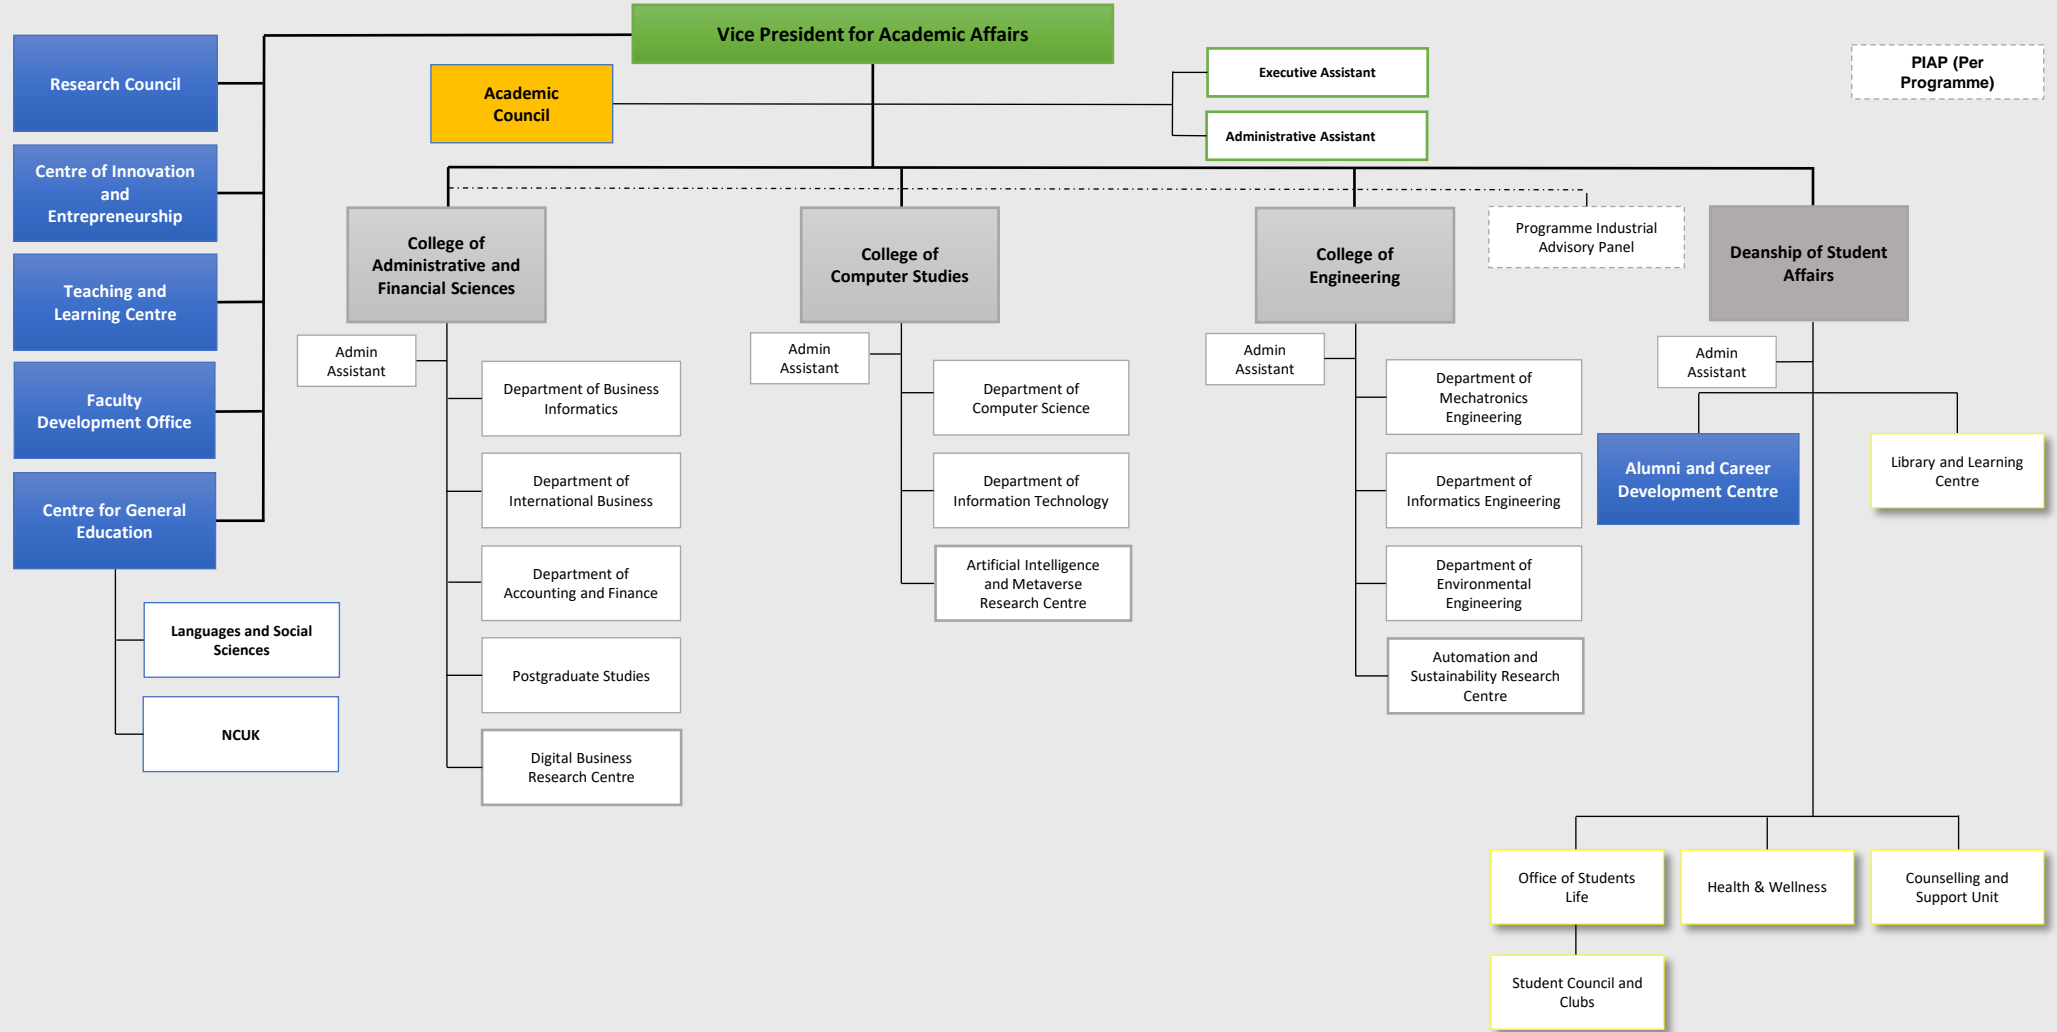 Vice President for Academic Affairs
Research Council
Academic
Council
Executive Assistant
Administrative Assistant
PIAP (Per
Programme)
Centre of Innovation
and
Entrepreneurship
Teaching and
Learning Centre
Faculty
Development Office
Centre for General
Education
Languages and Social
Sciences
NCUK
College of
Administrative and
Financial Sciences
Admin
Assistant
Department of Business
Informatics
Department of
International Business
Department of
Accounting and Finance
Postgraduate Studies
Digital Business
Research Centre
College of
Computer Studies
Admin
Assistant
Department of
Computer Science
Department of
Information Technology
Artificial Intelligence
and Metaverse
Research Centre
College of
Engineering
Admin
Assistant
Department of
Mechatronics
Engineering
Department of
Informatics Engineering
Department of
Environmental
Engineering
Automation and
Sustainability Research
Centre
Programme Industrial
Advisory Panel
Deanship of Student
Affairs
Admin
Assistant
Alumni and Career
Development Centre
Library and Learning
Centre
Office of Students
Life
Health & Wellness
Counselling and
Support Unit
Student Council and
Clubs